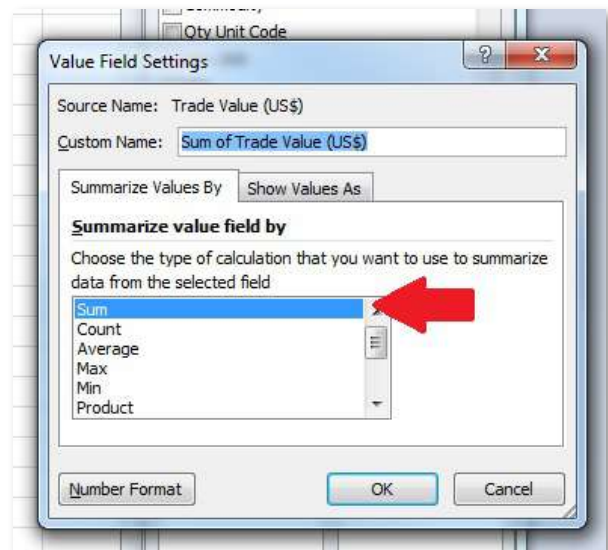 Qty Unit Code
Value Field Settings
Source Name: Trade Value (US$)
Custom Name: Sum of Trade Value (US$)
Summarize Values By Show Values As
Summarize value field by
Choose the type of calculation that you want to use to summarize
data from the selected field
Sum
Count
Average
Max
Min
Product
Number Format OK Cancel